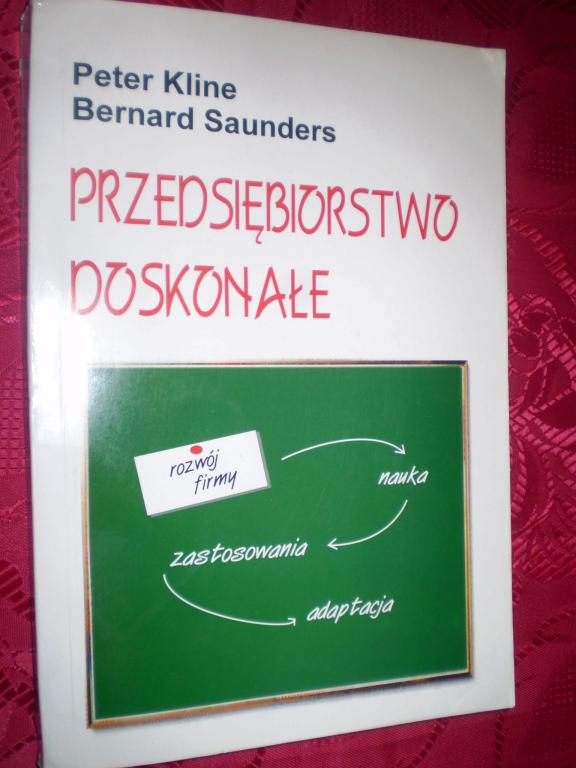 Peter Kline
Bernard Saunders
PRZEDSIĘBIORSTWO
DOSKONAŁE
rozwój
firmy
nauka
zastosowania
adaptacja